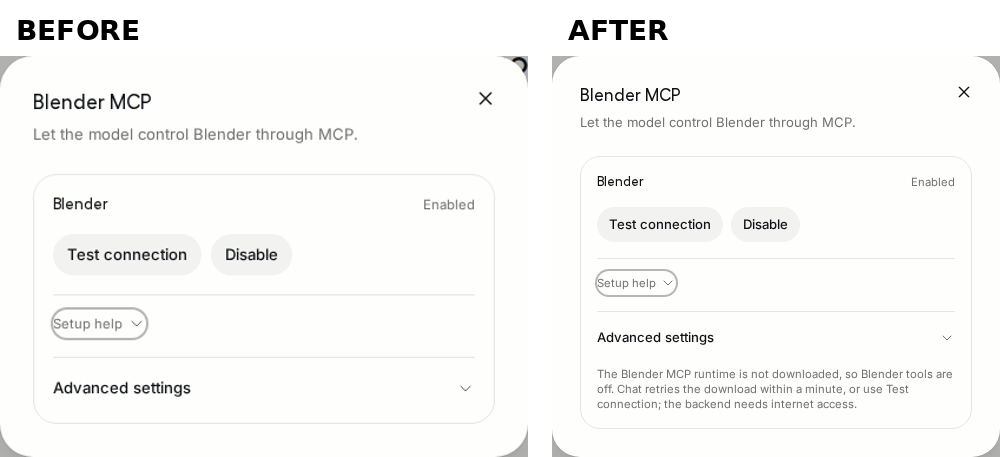 BEFORE
Blender MCP
Let the model control Blender through MCP.
Blender
Enabled
Test connection
Disable
Setup help
Advanced settings
AFTER
Blender MCP
Let the model control Blender through MCP.
Blender
Enabled
Test connection
Disable
Setup help
Advanced settings
The Blender MCP runtime is not downloaded, so Blender tools are
off. Chat retries the download within a minute, or use Test
connection; the backend needs internet access.